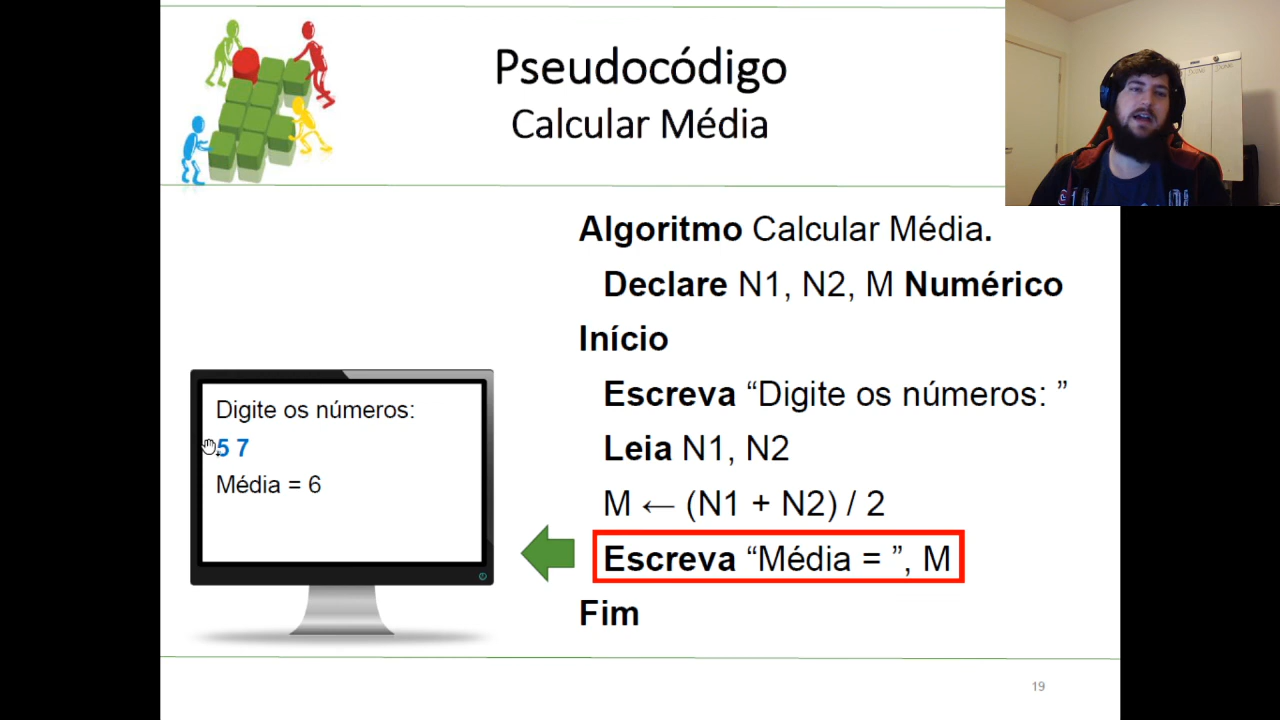 Pseudocódigo
Calcular Média
Algoritmo Calcular Média.
Declare N1, N2, M Numérico
Início
Escreva “Digite os números: ”
Leia N1, N2
M ← (N1 + N2) / 2
Escreva “Média = ”, M
Fim
Digite os números:
5 7
Média = 6
19